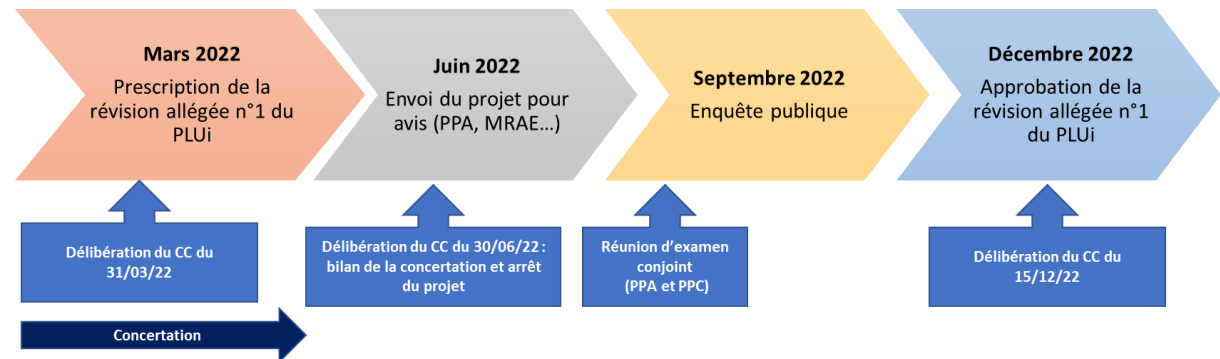 Mars 2022
Prescription de la
révision allégée n°1 du
PLUi
Juin 2022
Envoi du projet pour
avis (PPA, MRAE…)
Septembre 2022
Enquête publique
Décembre 2022
Approbation de la
révision allégée n°1
du PLUi
Délibération du CC du
31/03/22
Délibération du CC du 30/06/22 :
bilan de la concertation et arrêt
du projet
Réunion d’examen
conjoint
(PPA et PPC)
Délibération du CC du
15/12/22
Concertation